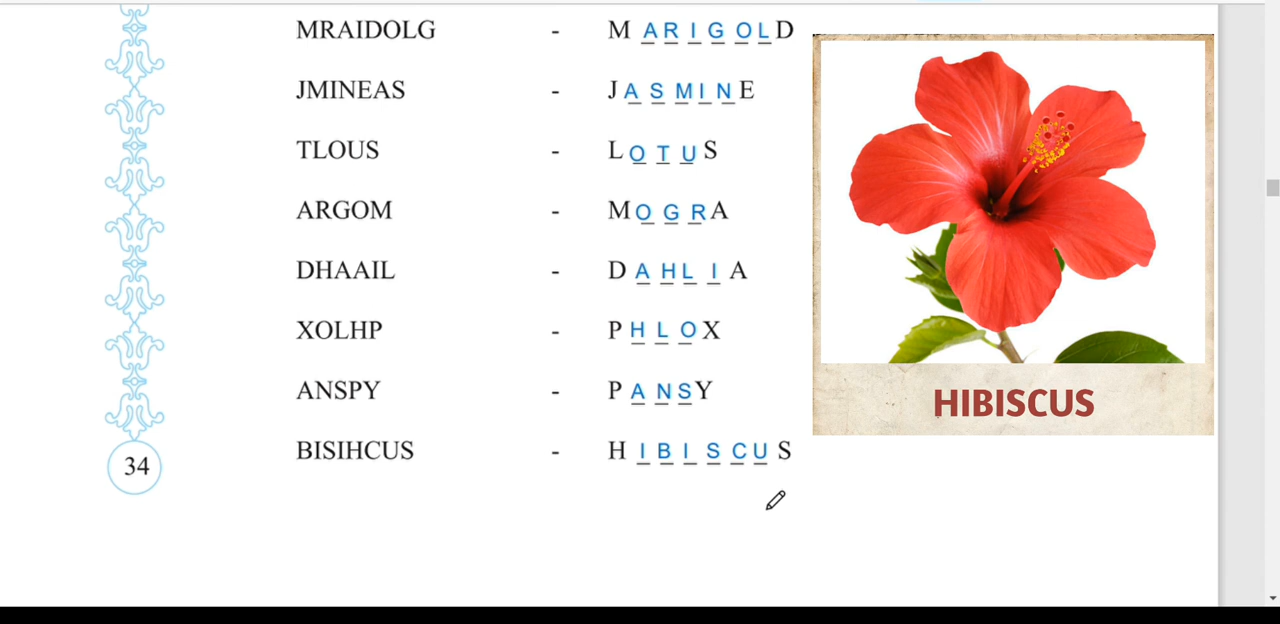 MRAIDOLG - MARIGOLD
JMINEAS - JASMINE
TLOUS - LOTUS
ARGOM - MOGRA
DHAAIL - DAHLIA
XOLHP - PHLOX
ANSPY - PANSY
BISIHCUS - HIBISCUS
34
HIBISCUS